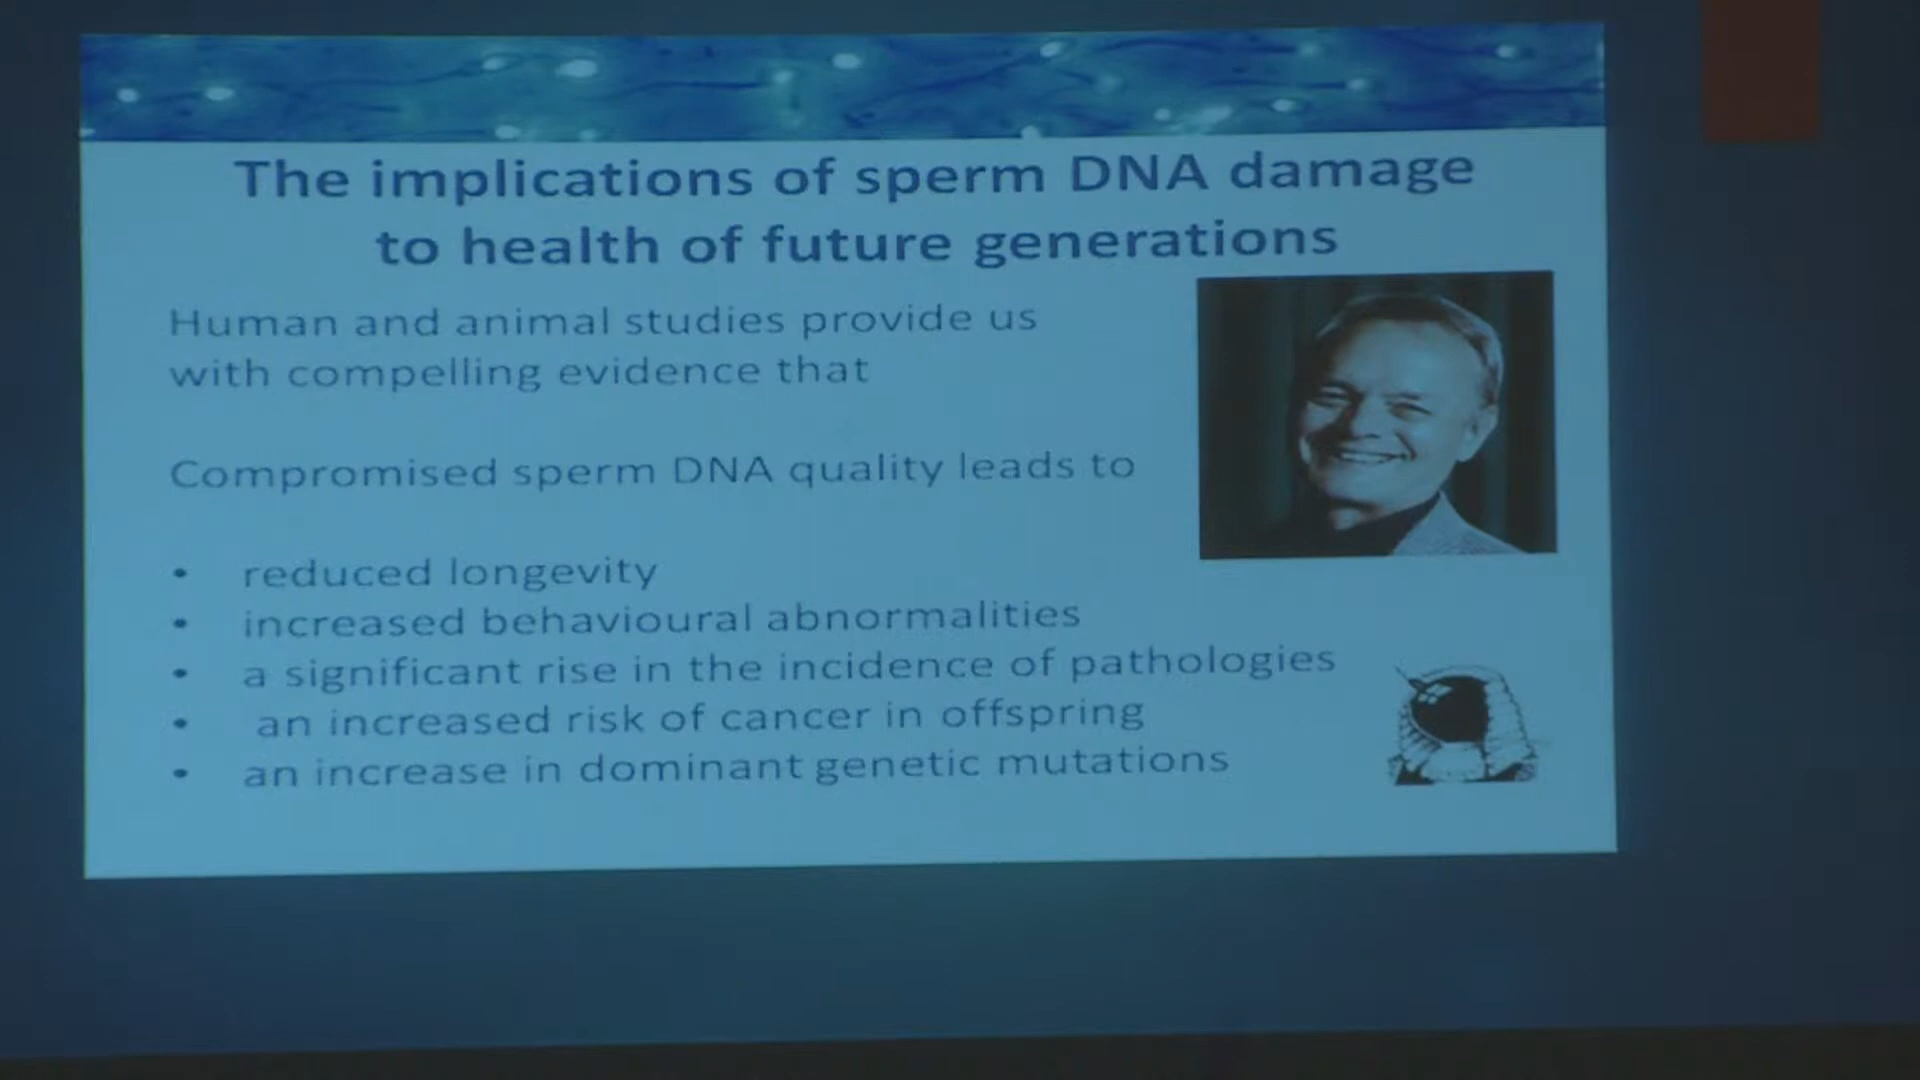 The implications of sperm DNA damage
to health of future generations
Human and animal studies provide us
with compelling evidence that
Compromised sperm DNA quality leads to
• reduced longevity
• increased behavioural abnormalities
• a significant rise in the incidence of pathologies
• an increased risk of cancer in offspring
• an increase in dominant genetic mutations